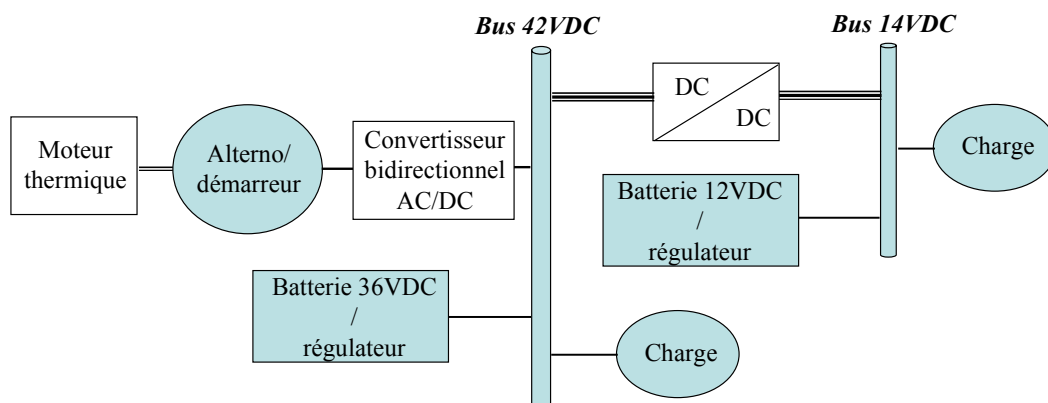 Bus 42VDC
Bus 14VDC
DC
DC
Moteur
thermique
Alterno/
démarreur
Convertisseur
bidirectionnel
AC/DC
Charge
Batterie 12VDC
/
régulateur
Batterie 36VDC
/
régulateur
Charge